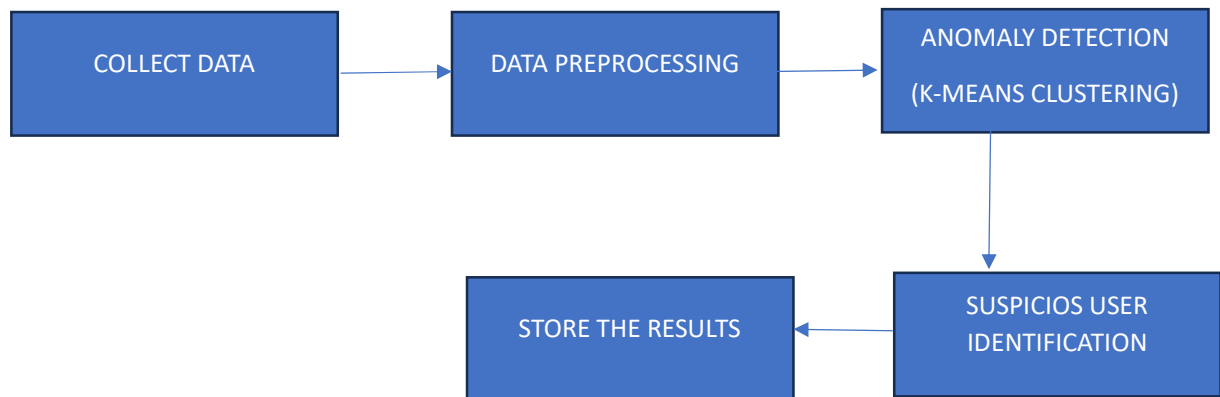 COLLECT DATA
DATA PREPROCESSING
ANOMALY DETECTION
(K-MEANS CLUSTERING)
SUSPICIOS USER
IDENTIFICATION
STORE THE RESULTS